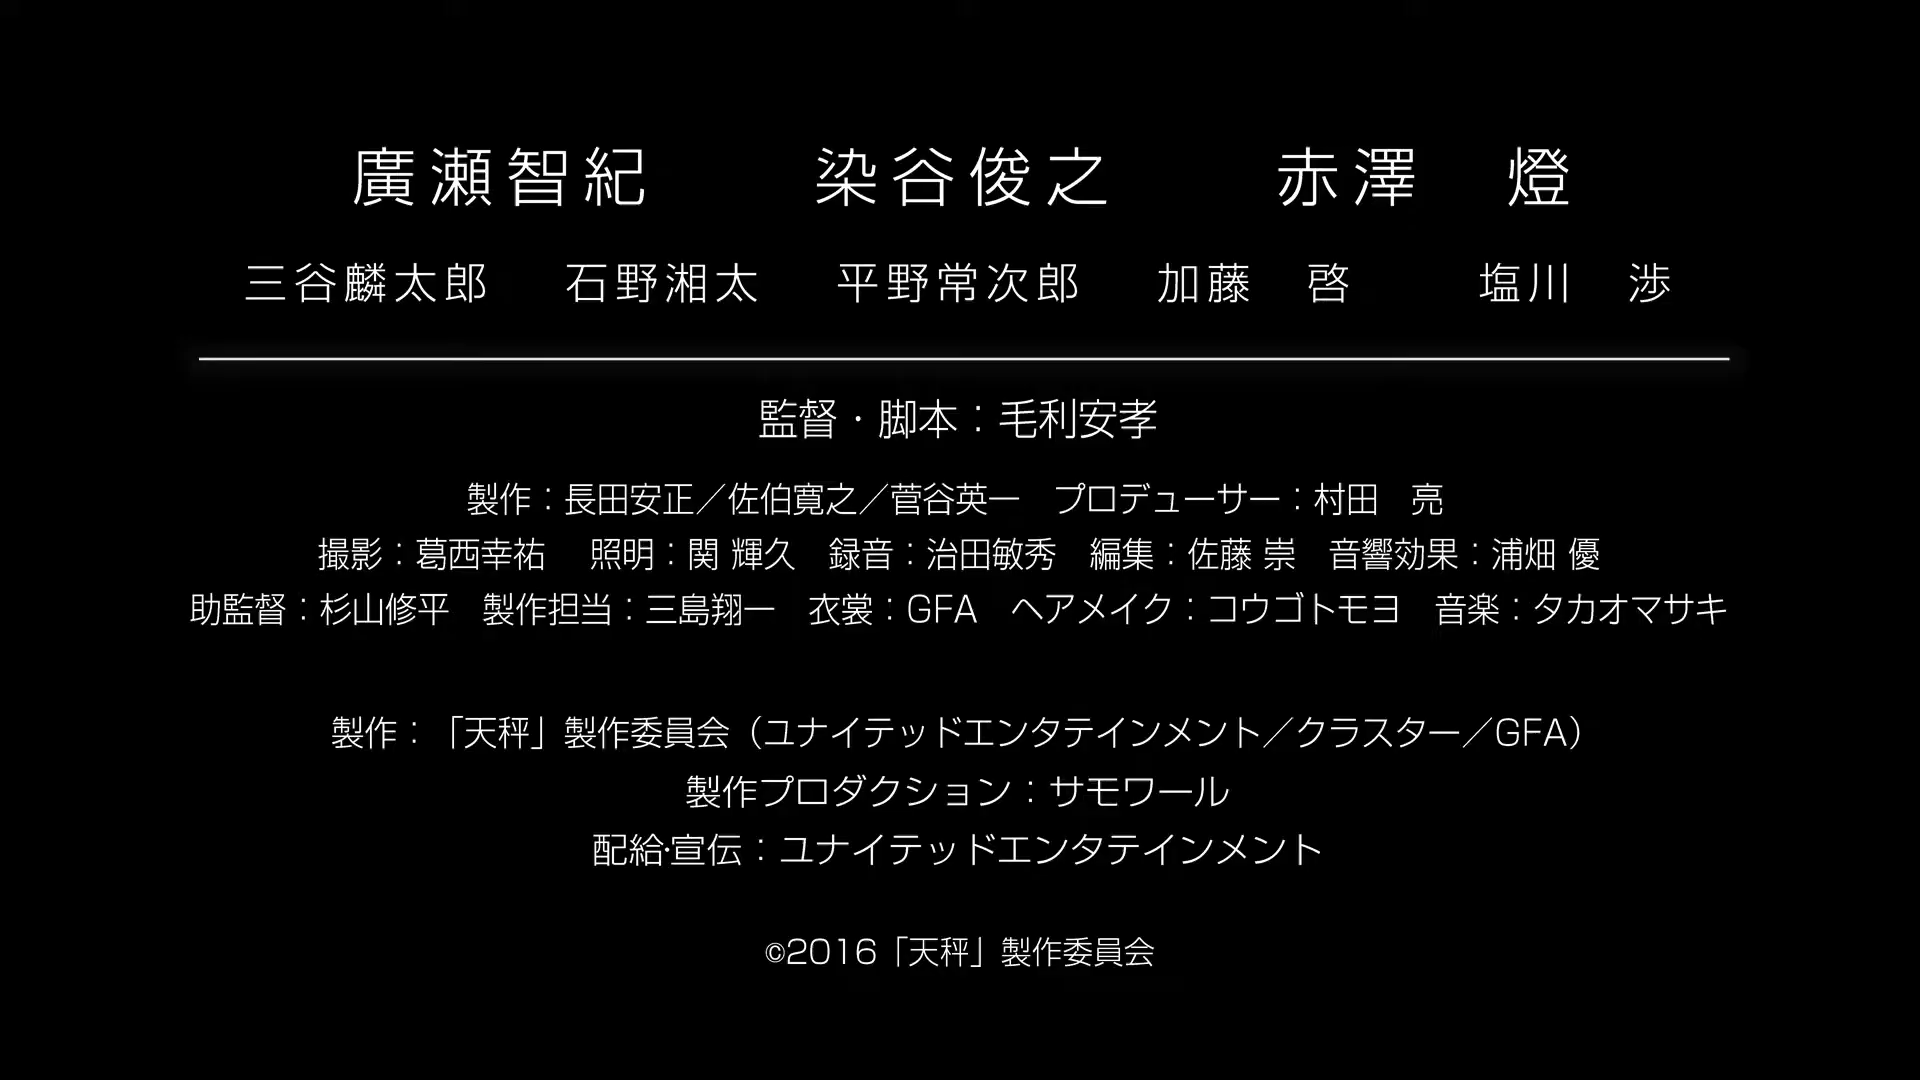 廣瀬智紀　染谷俊之　赤澤　燈
三谷麟太郎　石野湘太　平野常次郎　加藤　啓　塩川　渉
監督・脚本：毛利安孝
製作：長田安正／佐伯寛之／菅谷英一　プロデューサー：村田　亮
撮影：葛西幸祐　照明：関 輝久　録音：治田敏秀　編集：佐藤 崇　音響効果：浦畑 優
助監督：杉山修平　製作担当：三島翔一　衣裳：GFA　ヘアメイク：コウゴトモヨ　音楽：タカオマサキ
製作：「天秤」製作委員会（ユナイテッドエンタテインメント／クラスター／GFA）
製作プロダクション：サモワール
配給・宣伝：ユナイテッドエンタテインメント
©2016「天秤」製作委員会